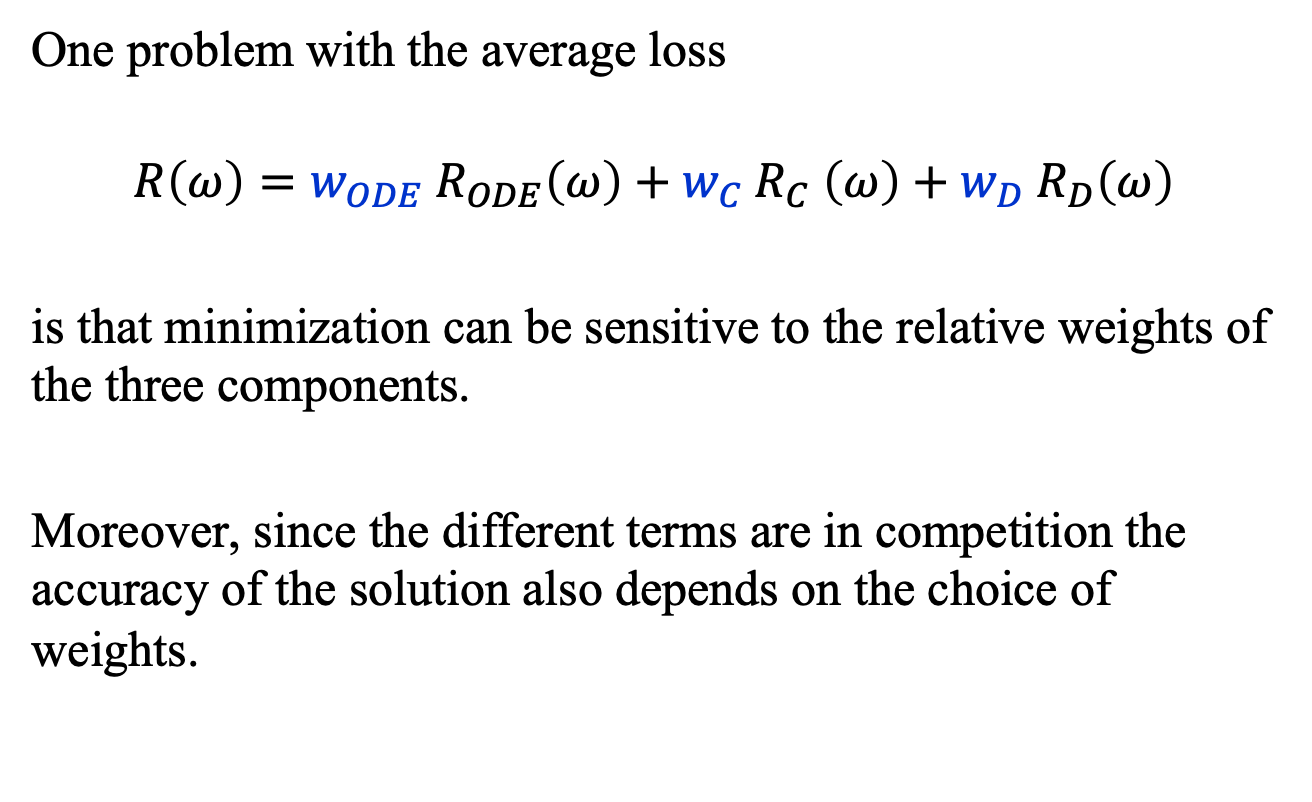 One problem with the average loss
R(ω) = w_ODE R_ODE(ω) + w_C R_C (ω) + w_D R_D(ω)
is that minimization can be sensitive to the relative weights of
the three components.
Moreover, since the different terms are in competition the
accuracy of the solution also depends on the choice of
weights.